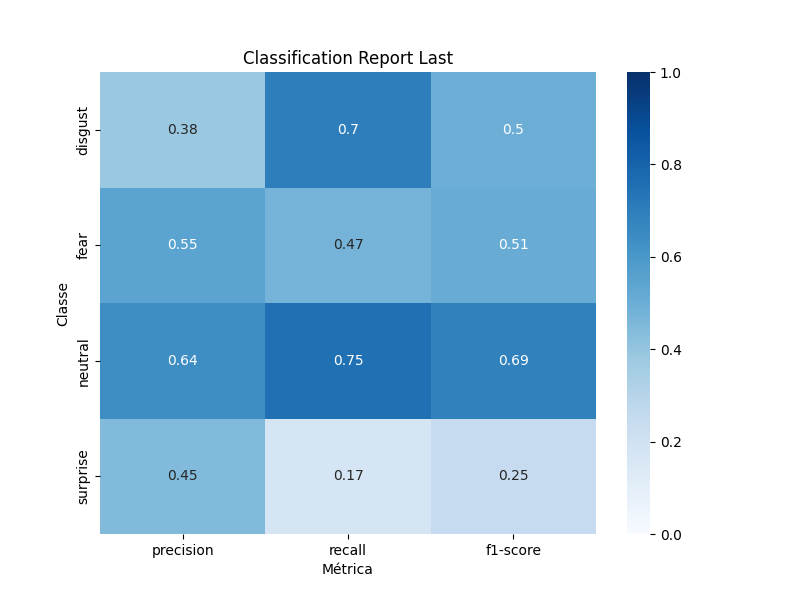 Classification Report Last
Classe
disgust 0.38 0.7 0.5
fear 0.55 0.47 0.51
neutral 0.64 0.75 0.69
surprise 0.45 0.17 0.25
precision recall f1-score
Métrica
1.0
0.8
0.6
0.4
0.2
0.0